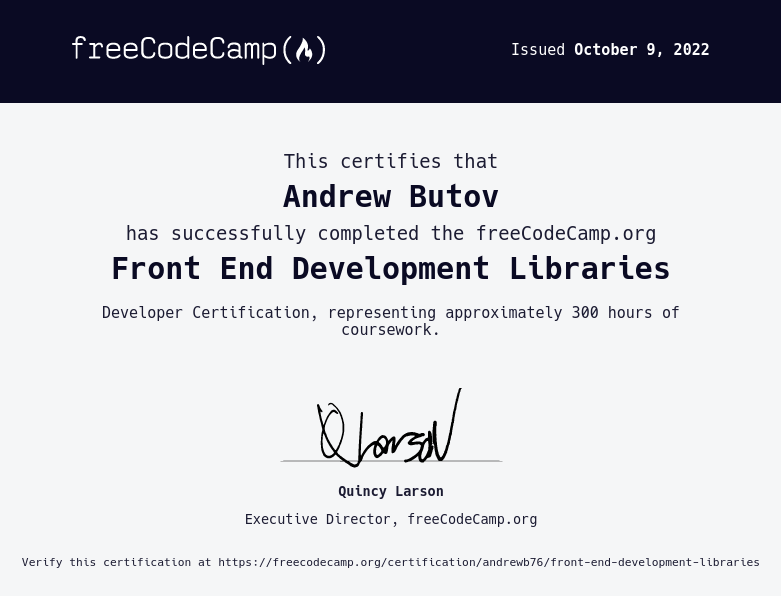 freeCodeCamp(🔥)
Issued October 9, 2022
This certifies that
Andrew Butov
has successfully completed the freeCodeCamp.org
Front End Development Libraries
Developer Certification, representing approximately 300 hours of
coursework.
Q Larson
Quincy Larson
Executive Director, freeCodeCamp.org
Verify this certification at https://freecodecamp.org/certification/andrewb76/front-end-development-libraries